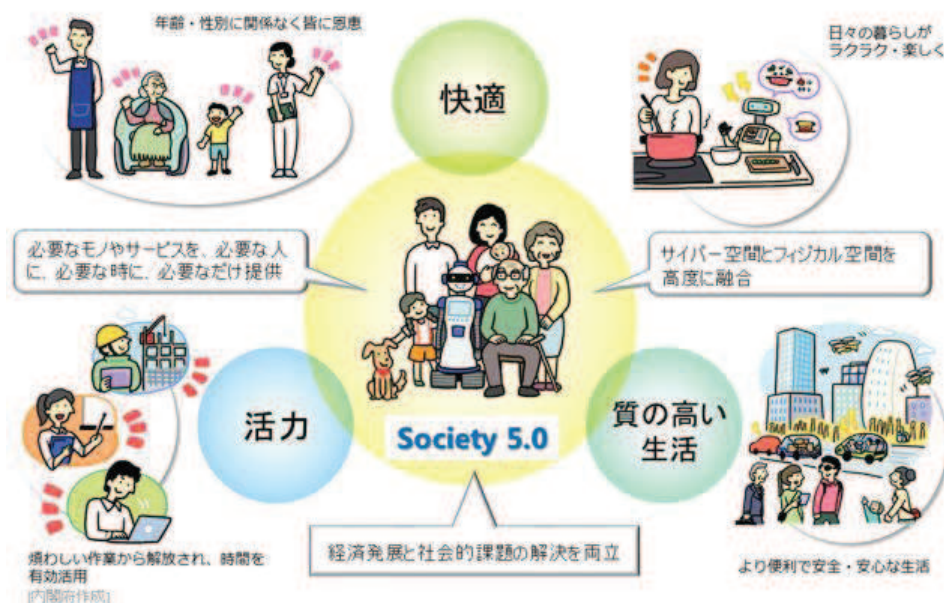 年齢・性別に関係なく皆に恩恵
快適
日々の暮らしが
ラクラク・楽しく
必要なモノやサービスを、必要な人
に、必要な時に、必要なだけ提供
サイバー空間とフィジカル空間を
高度に融合
活力
Society 5.0
質の高い
生活
経済発展と社会的課題の解決を両立
煩わしい作業から解放され、時間を
有効活用
[内閣府作成]
より便利で安全・安心な生活